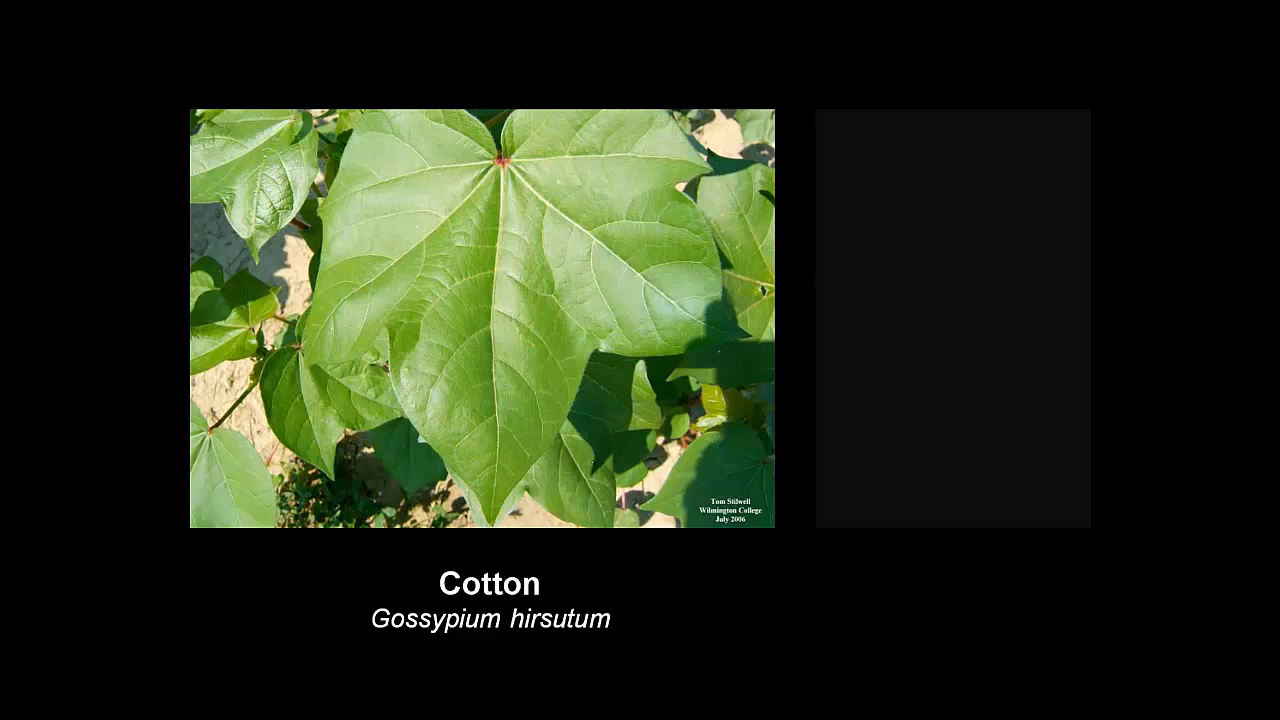 Tom Stilwell
Wilmington College
July 2006
Cotton
Gossypium hirsutum